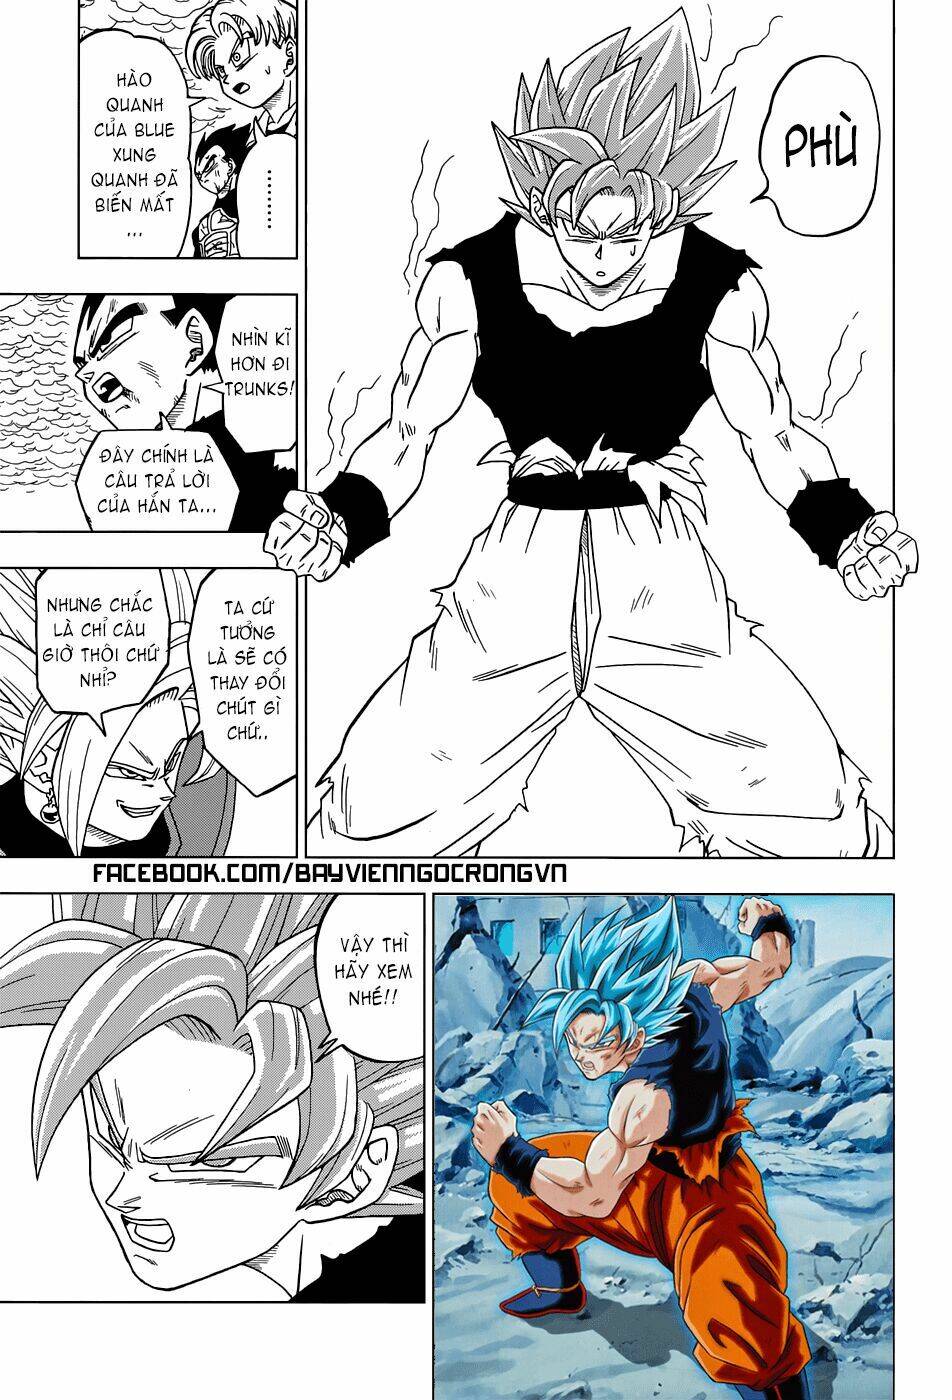 PHÙ
HÀO
QUANH
CỦA BLUE
XUNG
QUANH ĐÃ
BIẾN MẤT
...
.........
NHÌN KĨ
HƠN ĐI
TRUNKS!
ĐÂY CHÍNH LÀ
CÂU TRẢ LỜI
CỦA HẮN TA...
TA CỨ
TƯỞNG
LÀ SẼ CÓ
THAY ĐỔI
CHÚT GÌ
CHỨ..
NHƯNG CHẮC
LÀ CHỈ CÂU
GIỜ THÔI CHỨ
NHỈ?
FACEBOOK.COM/BAYVIENNGOCRONGVN
VẬY THÌ
HÃY XEM
NHÉ!!